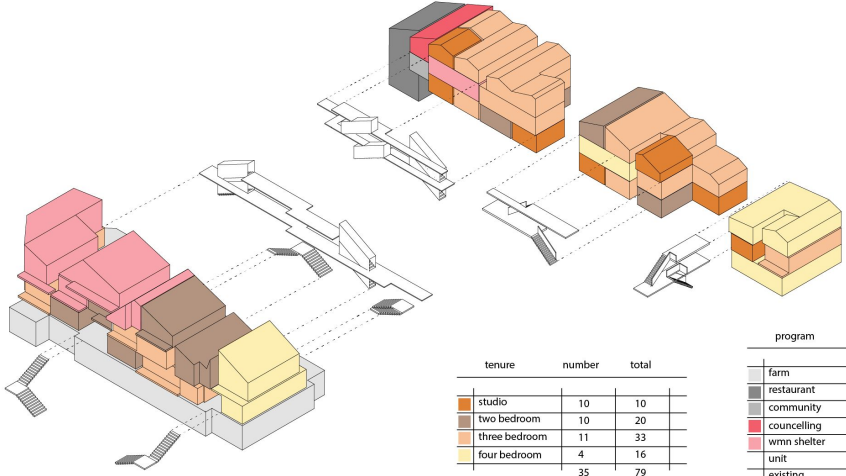 tenure number total
studio 10 10
two bedroom 10 20
three bedroom 11 33
four bedroom 4 16
35 79
program
farm
restaurant
community
councelling
wmn shelter
unit
existing